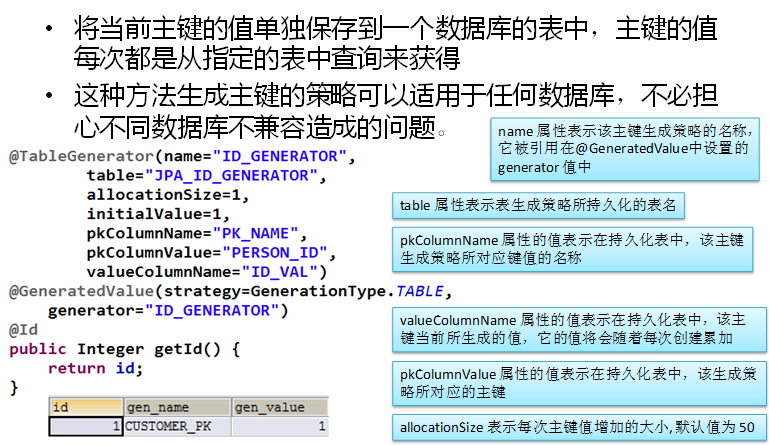 • 将当前主键的值单独保存到一个数据库的表中，主键的值
每次都是从指定的表中查询来获得
• 这种方法生成主键的策略可以适用于任何数据库，不必担
心不同数据库不兼容造成的问题。
name 属性表示该主键生成策略的名称，
它被引用在@GeneratedValue中设置的
generator 值中
@TableGenerator(name="ID_GENERATOR",
table="JPA_ID_GENERATOR",
allocationSize=1,
initialValue=1,
pkColumnName="PK_NAME",
pkColumnValue="PERSON_ID",
valueColumnName="ID_VAL")
@GeneratedValue(strategy=GenerationType.TABLE,
generator="ID_GENERATOR")
@Id
public Integer getId() {
return id;
}
table 属性表示表生成策略所持久化的表名
pkColumnName 属性的值表示在持久化表中，该主键
生成策略所对应键值的名称
valueColumnName 属性的值表示在持久化表中，该主
键当前所生成的值，它的值将会随着每次创建累加
pkColumnValue 属性的值表示在持久化表中，该生成策
略所对应的主键
allocationSize 表示每次主键值增加的大小, 默认值为 50
id gen_name gen_value
1 CUSTOMER_PK 1